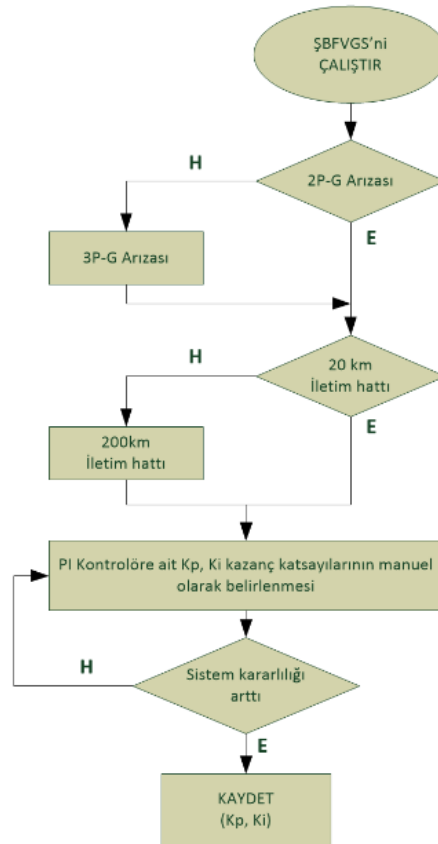 ŞBFVGS'ni
ÇALIŞTIR
H
2P-G Arızası
E
3P-G Arızası
H
20 km
İletim hattı
E
200km
İletim hattı
PI Kontrolöre ait Kp, Ki kazanç katsayılarının manuel
olarak belirlenmesi
H
Sistem kararlılığı
arttı
E
KAYDET
(Kp, Ki)